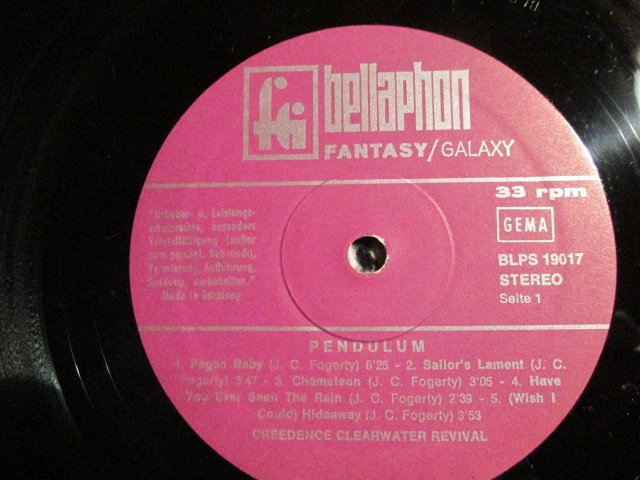 fG bellaphon
FANTASY/GALAXY
33 rpm
GEMA
BLPS 19017
STEREO
Seite 1
"Urheber- u. Leistungs-
schutzrechte, besonders
Vervielfältigung (außer
zum persönl. Gebrauch),
Vermietung, Aufführung,
Sendung vorbehalten."
Made in Germany
PENDULUM
1. Pagan Baby (J. C. Fogerty) 6'25 - 2. Sailor's Lament (J. C.
Fogerty) 3'47 - 3. Chameleon (J. C. Fogerty) 3'05 - 4. Have
You Ever Seen The Rain (J. C. Fogerty) 2'39 - 5. (Wish I
Could) Hideaway (J. C. Fogerty) 3'53
CREEDENCE CLEARWATER REVIVAL